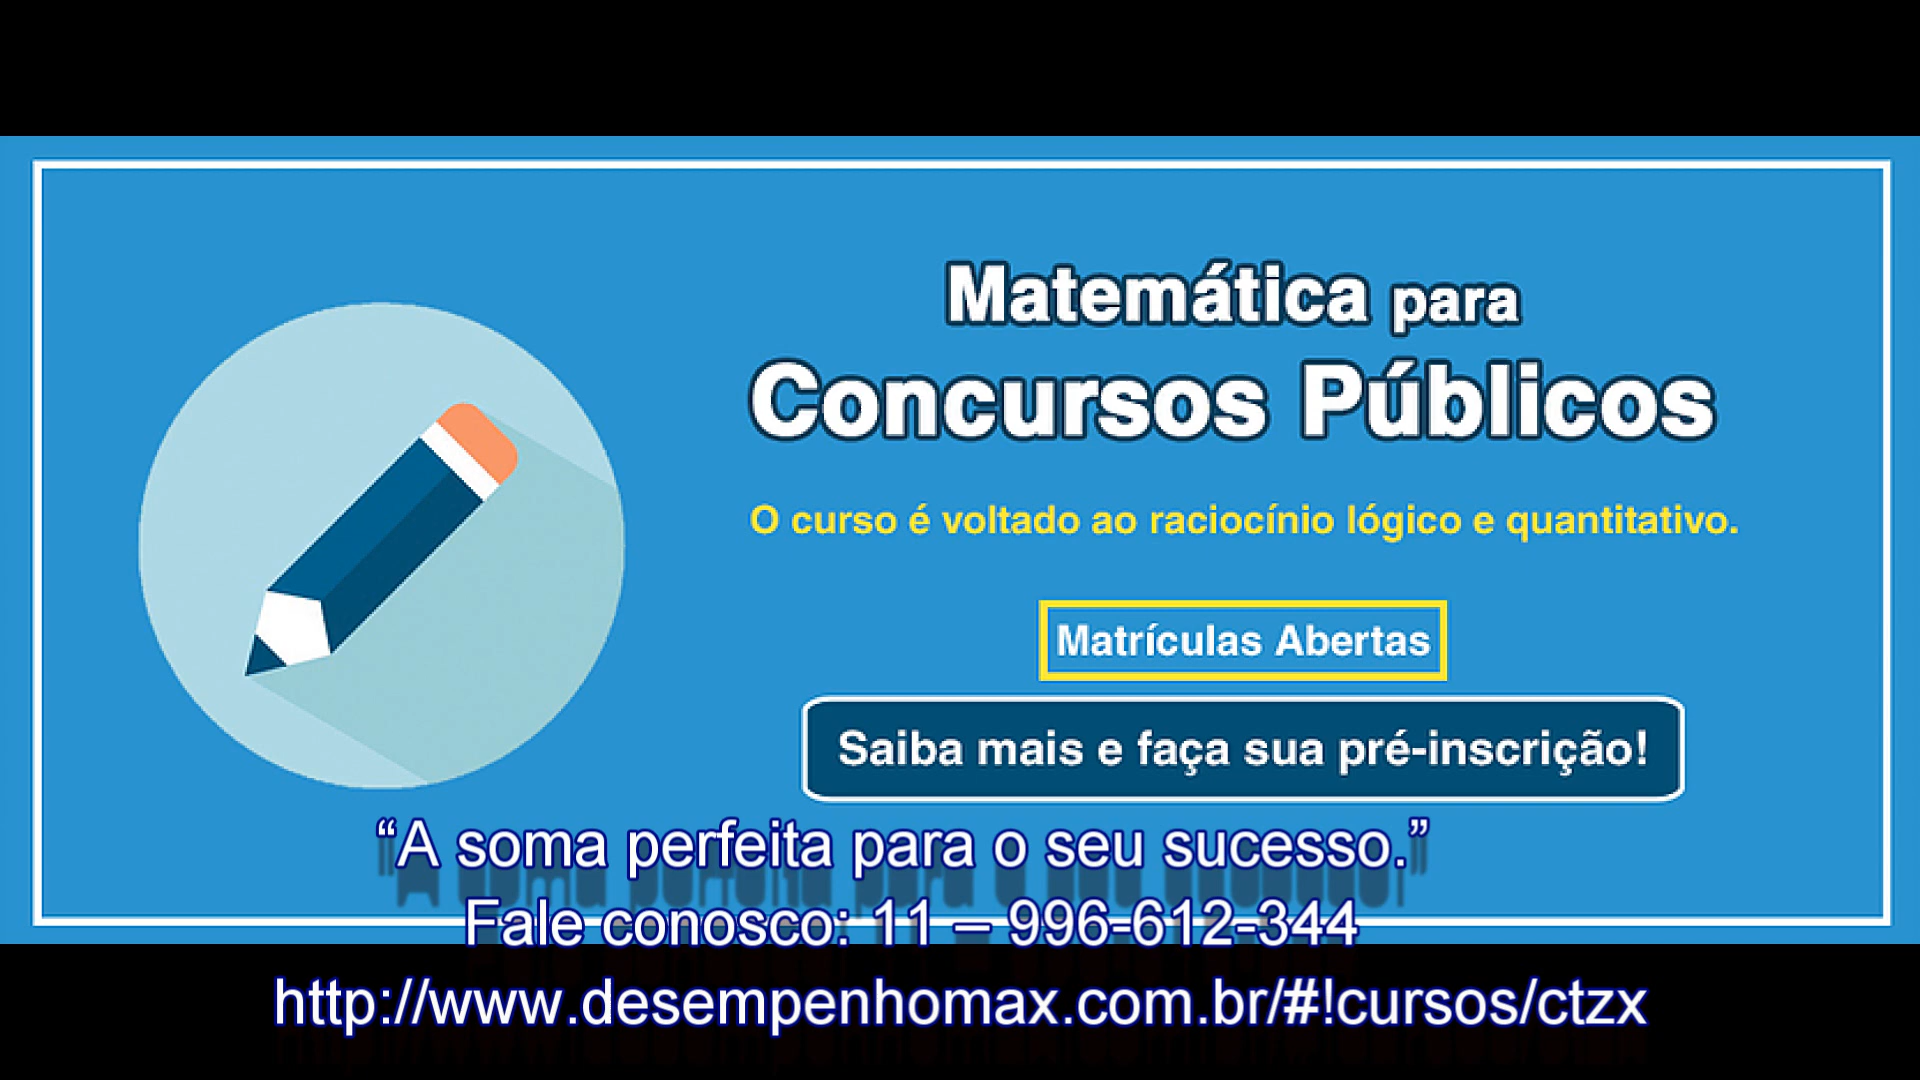 Matemática para
Concursos Públicos
O curso é voltado ao raciocínio lógico e quantitativo.
Matrículas Abertas
Saiba mais e faça sua pré-inscrição!
“A soma perfeita para o seu sucesso.”
Fale conosco: 11 – 996-612-344
http://www.desempenhomax.com.br/#!cursos/ctzx